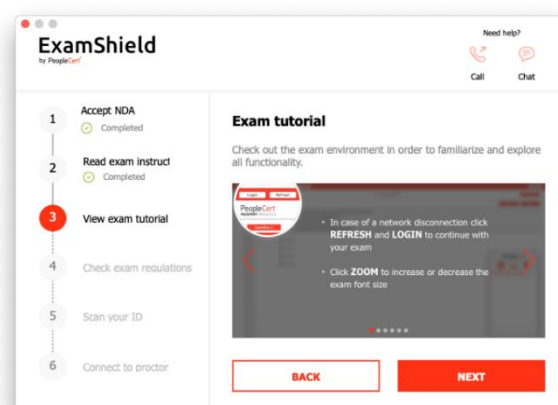 ExamShield
by PeopleCert
Need help?
Call
Chat
1
Accept NDA
Completed
2
Read exam instruct
Completed
3
View exam tutorial
4
Check exam regulations
5
Scan your ID
6
Connect to proctor
Exam tutorial
Check out the exam environment in order to familiarize and explore
all functionality.
Login
Refresh
PeopleCert
• In case of a network disconnection click
REFRESH and LOGIN to continue with
your exam
• Click ZOOM to increase or decrease the
exam font size
BACK
NEXT